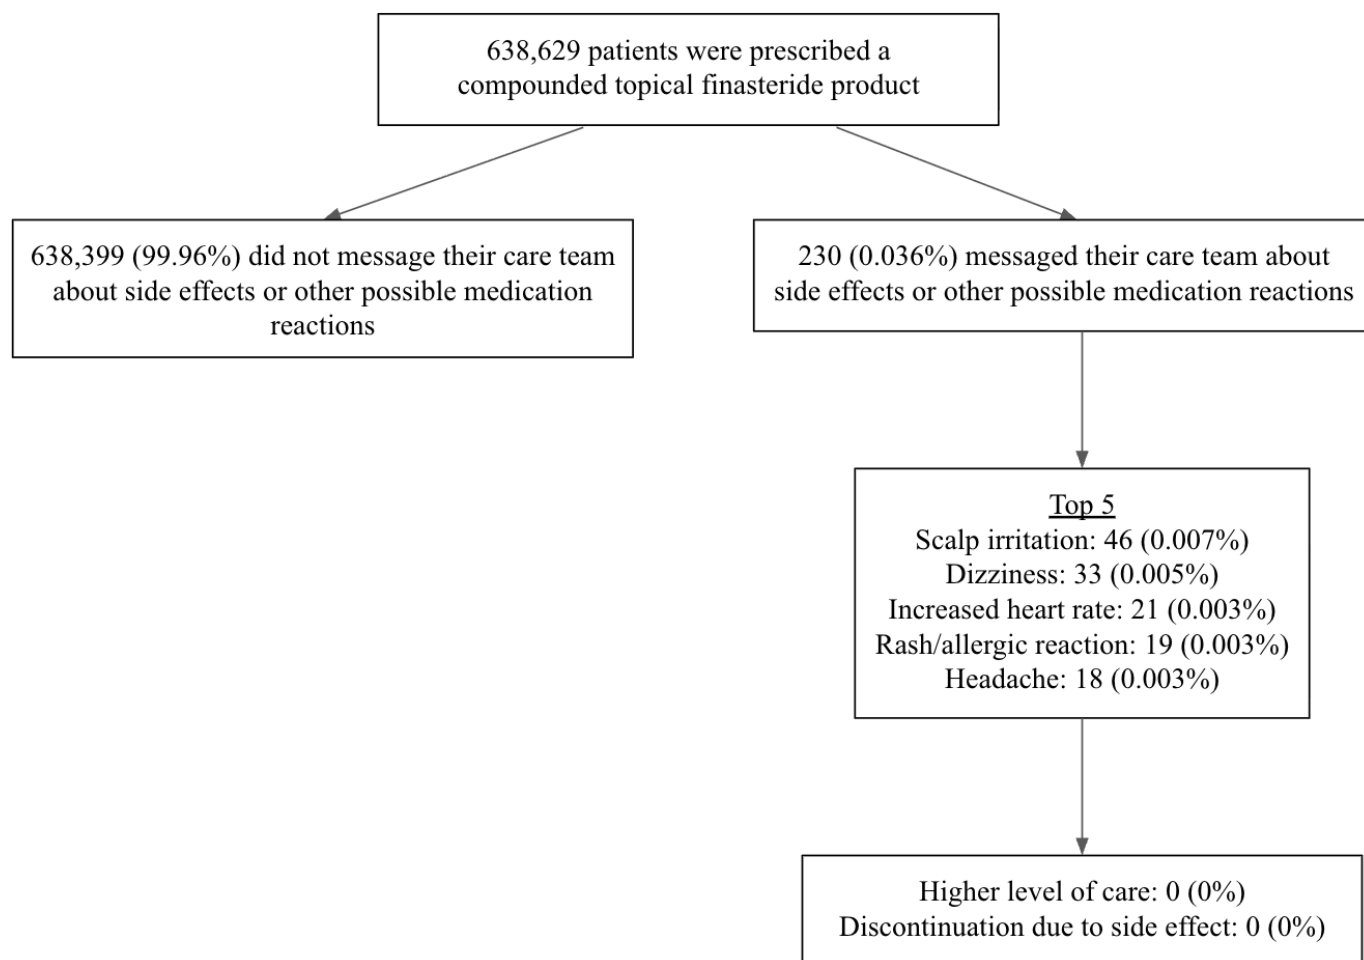 638,629 patients were prescribed a
compounded topical finasteride product
638,399 (99.96%) did not message their care team
about side effects or other possible medication
reactions
230 (0.036%) messaged their care team about
side effects or other possible medication reactions
Top 5
Scalp irritation: 46 (0.007%)
Dizziness: 33 (0.005%)
Increased heart rate: 21 (0.003%)
Rash/allergic reaction: 19 (0.003%)
Headache: 18 (0.003%)
Higher level of care: 0 (0%)
Discontinuation due to side effect: 0 (0%)